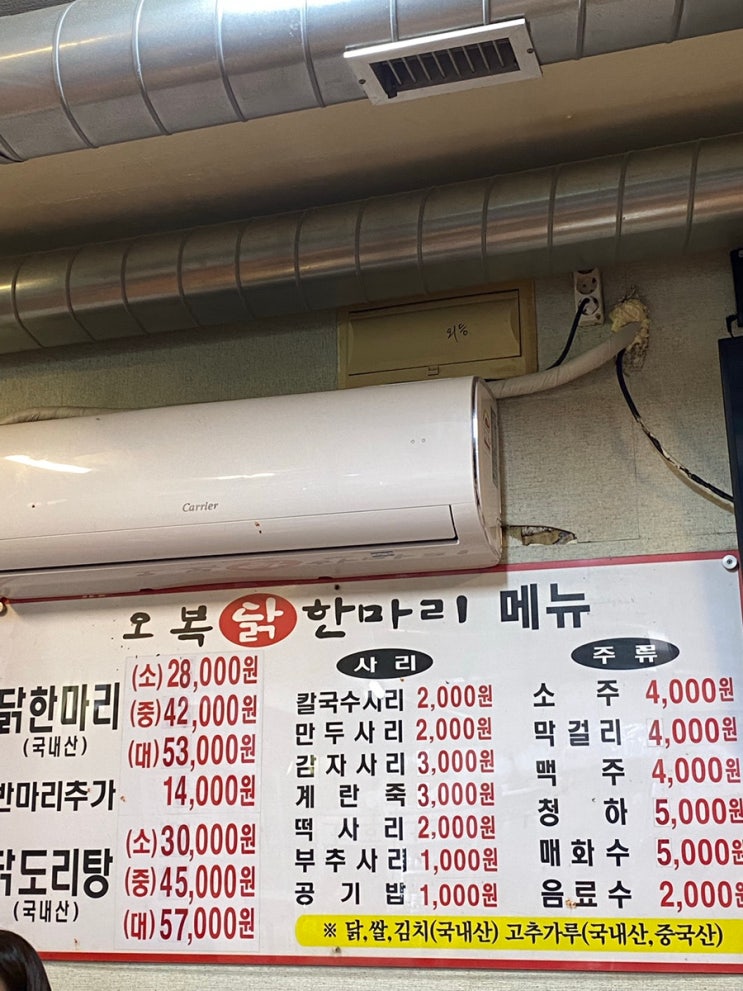 외등
Carrier
오복 닭 한마리 메뉴
닭한마리
(국내산)
(소) 28,000원
(중) 42,000원
(대) 53,000원
반마리추가 14,000원
닭도리탕
(국내산)
(소) 30,000원
(중) 45,000원
(대) 57,000원
사리
칼국수사리 2,000원
만두사리 2,000원
감자사리 3,000원
계란죽 3,000원
떡사리 2,000원
부추사리 1,000원
공기밥 1,000원
주류
소주 4,000원
막걸리 4,000원
맥주 4,000원
청하 5,000원
매화수 5,000원
음료수 2,000원
※ 닭,쌀,김치(국내산) 고추가루(국내산,중국산)